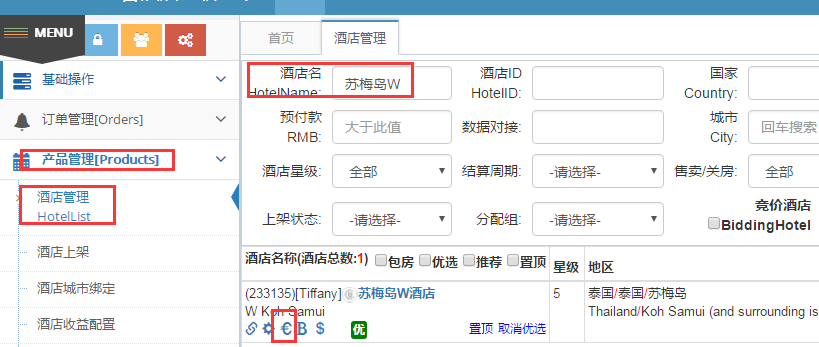 MENU
首页
酒店管理
基础操作
订单管理[Orders]
产品管理[Products]
酒店管理
HotelList
酒店上架
酒店城市绑定
酒店收益配置
酒店名 苏梅岛W 酒店ID 国家
HotelName: HotelID: Country:
预付款 大于此值 数据对接: 城市 回车搜索
RMB: City:
酒店星级: 全部 结算周期: -请选择- 售卖/关房: 全部
竞价酒店
上架状态: -请选择- 分配组: -请选择- BiddingHotel
酒店名称(酒店总数:1) 包房 优选 推荐 置顶 星级 地区
(233135)[Tiffany] 苏梅岛W酒店 5 泰国/泰国/苏梅岛
W Koh Samui Thailand/Koh Samui (and surrounding is
€ B $ 优 置顶 取消优选